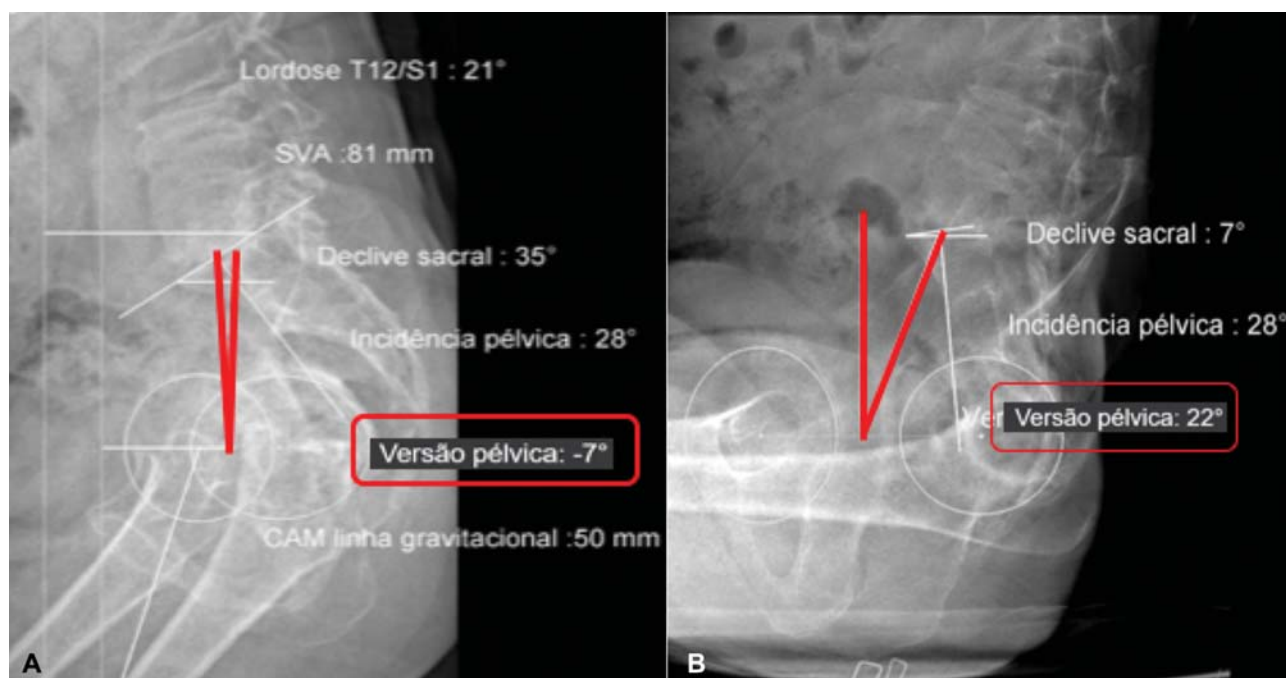 Lordose T12/S1 : 21°
SVA :81 mm
Declive sacral : 35°
Incidência pélvica : 28°
Versão pélvica: -7°
CAM linha gravitacional :50 mm
A
Declive sacral : 7°
Incidência pélvica : 28°
Ver
Versão pélvica: 22°
B